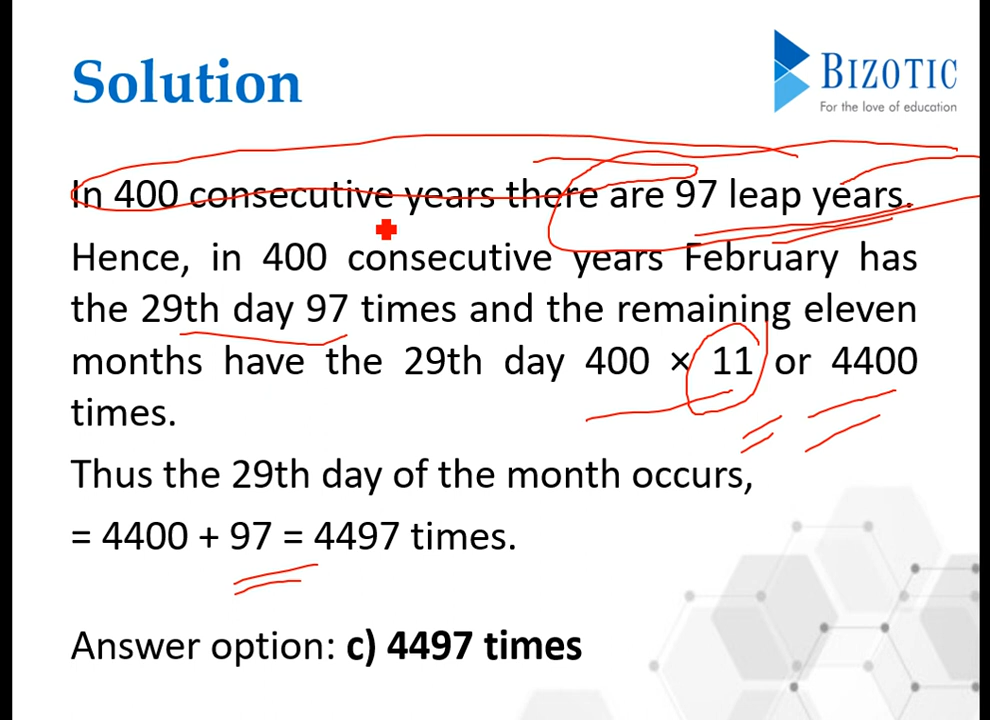 Solution
BIZOTIC
For the love of education
In 400 consecutive years there are 97 leap years.
Hence, in 400 consecutive years February has
the 29th day 97 times and the remaining eleven
months have the 29th day 400 × 11 or 4400
times.
Thus the 29th day of the month occurs,
= 4400 + 97 = 4497 times.
Answer option: c) 4497 times